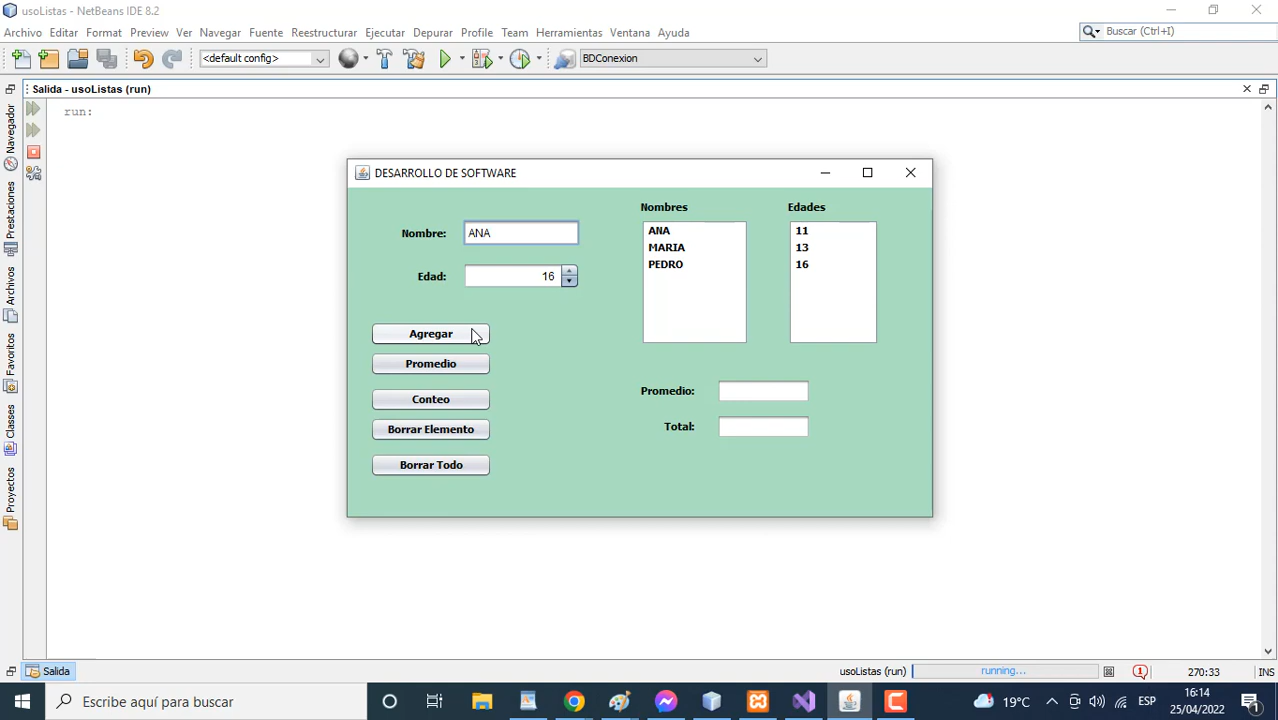 usoListas - NetBeans IDE 8.2
Archivo Editar Format Preview Ver Navegar Fuente Reestructurar Ejecutar Depurar Profile Team Herramientas Ventana Ayuda
Buscar (Ctrl+I)
<default config>
BDConexion
Salida - usoListas (run)
run:
Navegador
Prestaciones
Archivos
Favoritos
Classes
Proyectos
DESARROLLO DE SOFTWARE
Nombre: ANA
Edad: 16
Agregar
Promedio
Conteo
Borrar Elemento
Borrar Todo
Nombres
ANA
MARIA
PEDRO
Edades
11
13
16
Promedio:
Total:
Salida
usoListas (run)
running...
1
270:33
INS
Escribe aquí para buscar
19°C
ESP
16:14
25/04/2022
1